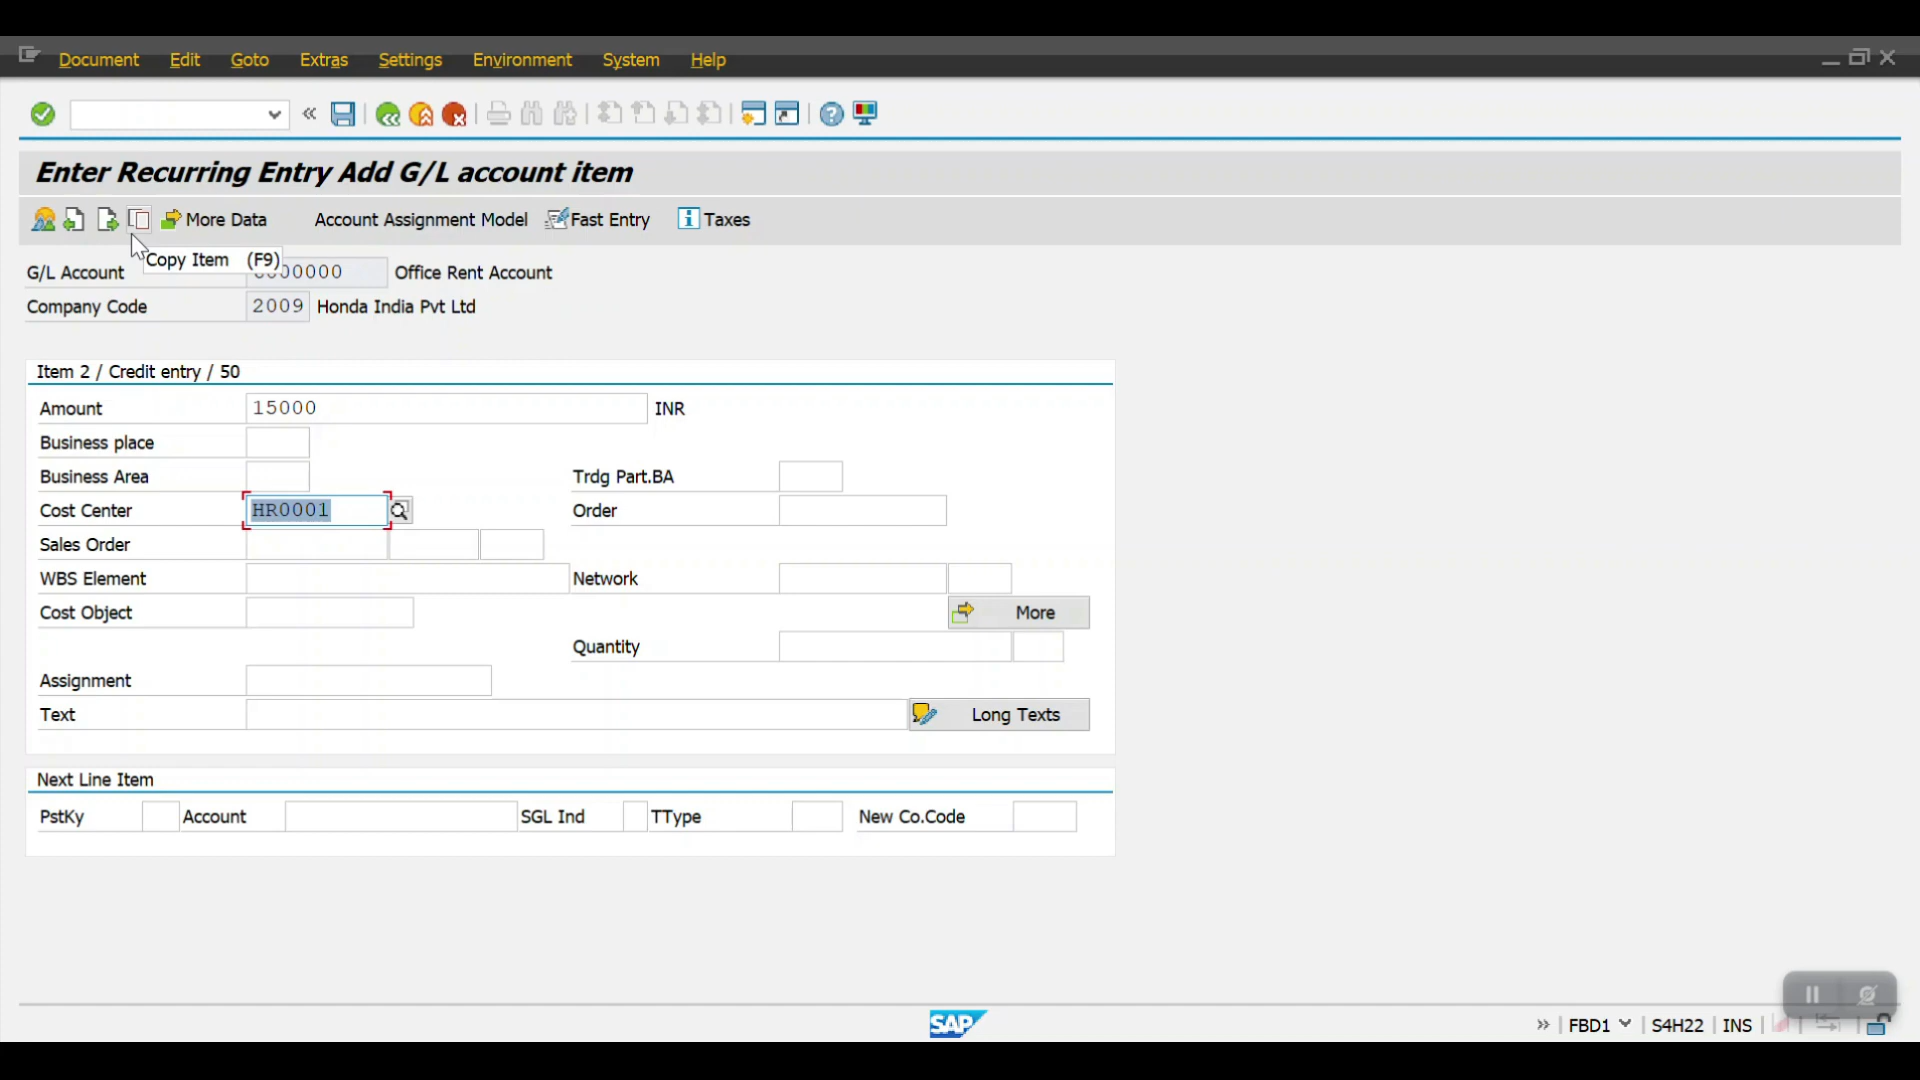 Document Edit Goto Extras Settings Environment System Help
Enter Recurring Entry Add G/L account item
More Data Account Assignment Model Fast Entry Taxes
Copy Item (F9)
G/L Account Office Rent Account
Company Code 2009 Honda India Pvt Ltd
Item 2 / Credit entry / 50
Amount 15000 INR
Business place
Business Area Trdg Part.BA
Cost Center HR0001 Order
Sales Order
WBS Element Network
Cost Object More
Quantity
Assignment
Text Long Texts
Next Line Item
PstKy Account SGL Ind TType New Co.Code
SAP FBD1 S4H22 INS